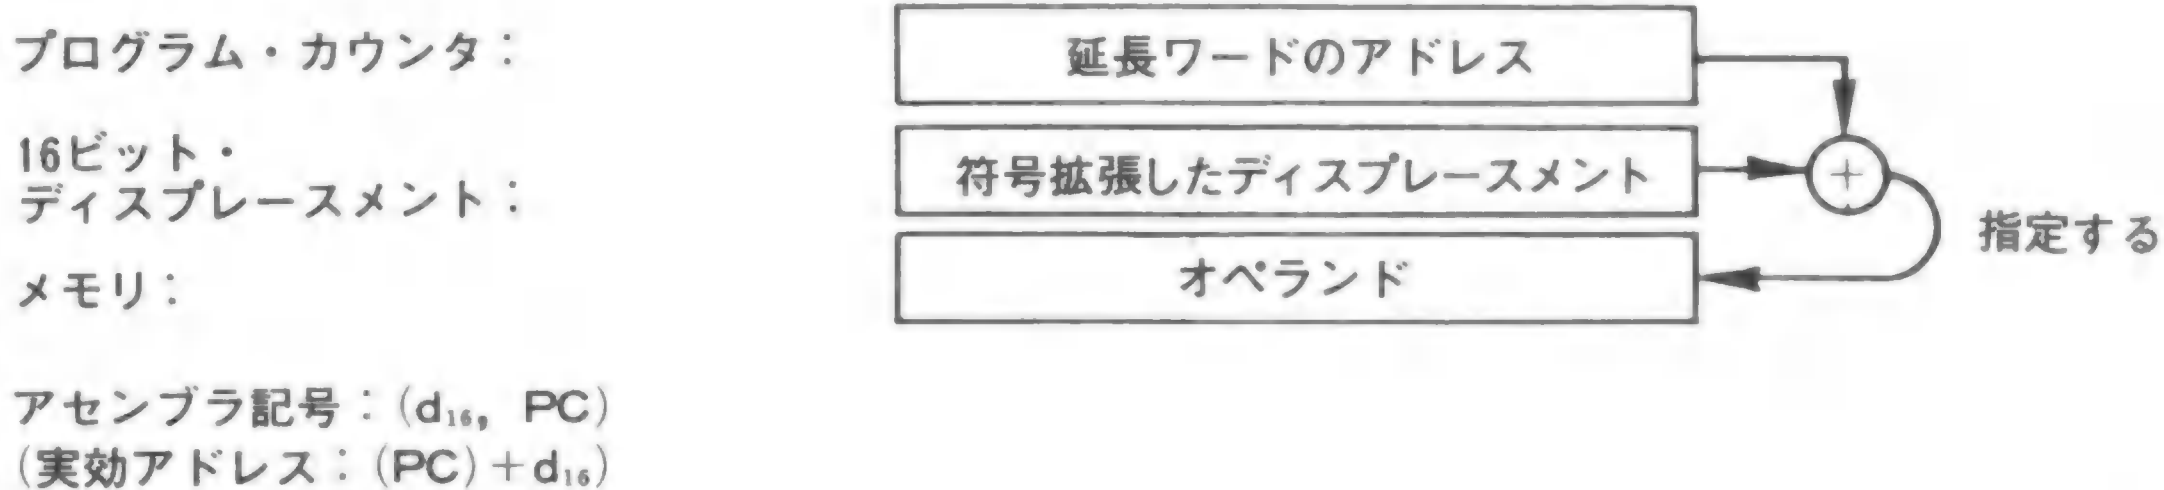 プログラム・カウンタ:
延長ワードのアドレス
16ビット・
ディスプレースメント:
符号拡張したディスプレースメント
+
指定する
メモリ:
オペランド
アセンブラ記号:(d₁₆, PC)
(実効アドレス:(PC)+d₁₆)